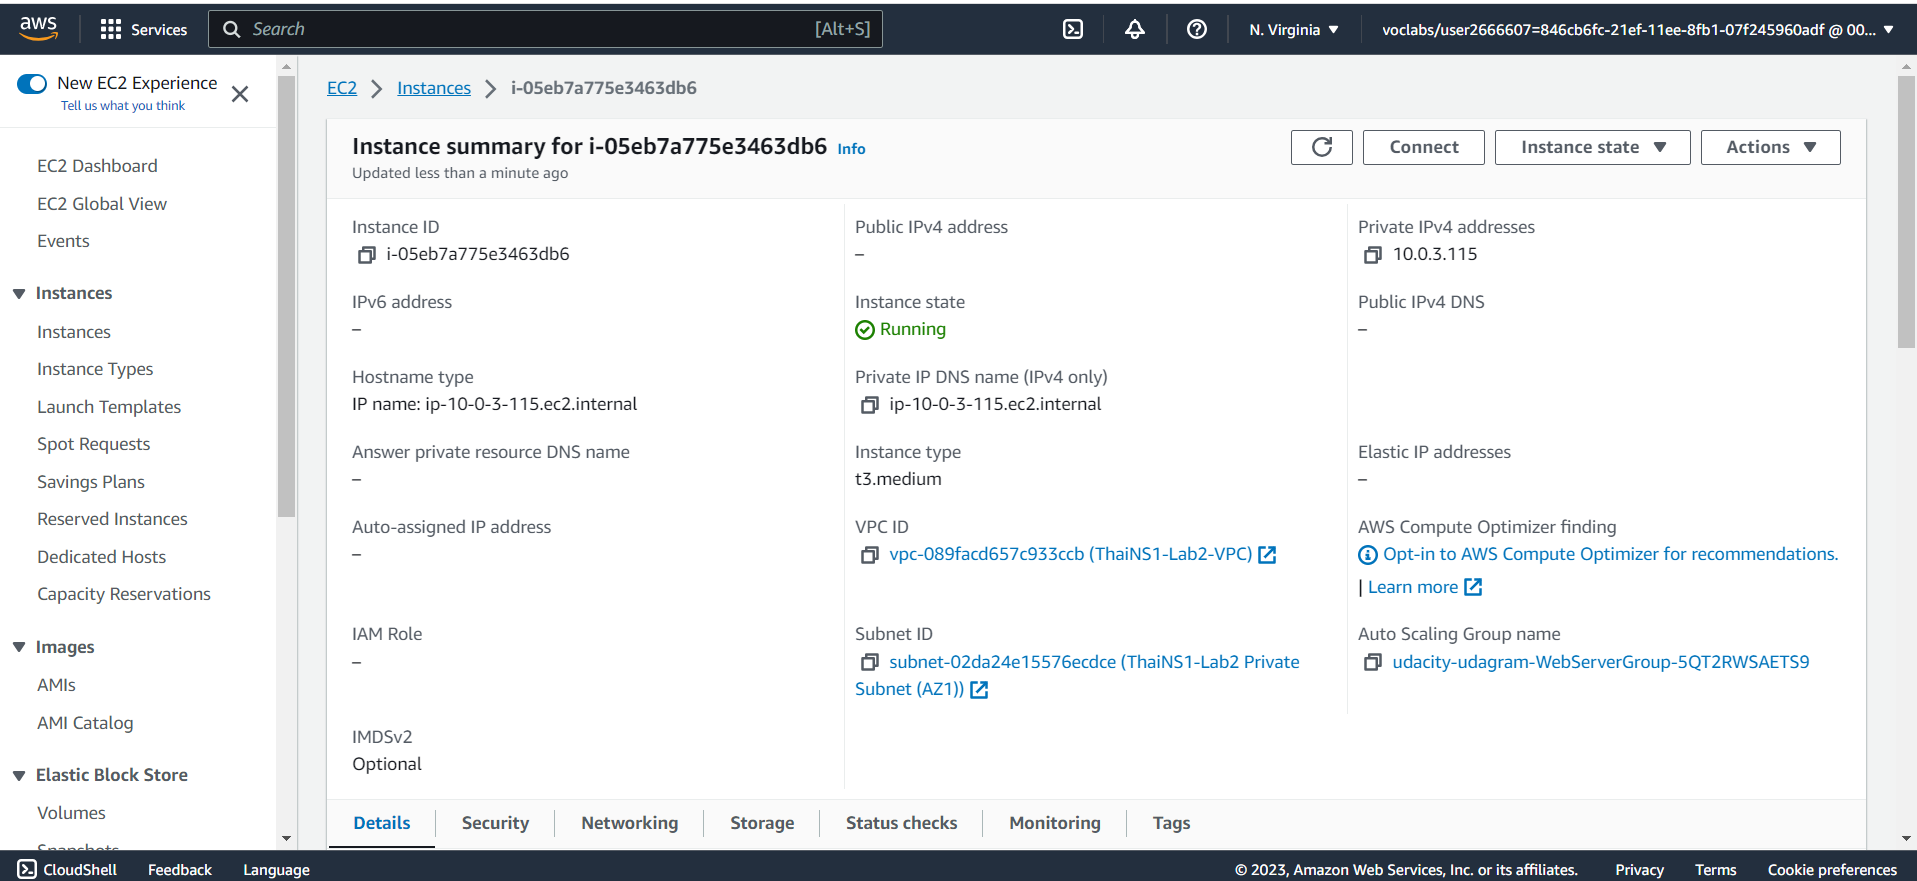 aws
Services
Search
[Alt+S]
N. Virginia
voclabs/user2666607=846cb6fc-21ef-11ee-8fb1-07f245960adf @ 00...
New EC2 Experience
Tell us what you think
EC2 Dashboard
EC2 Global View
Events
Instances
Instances
Instance Types
Launch Templates
Spot Requests
Savings Plans
Reserved Instances
Dedicated Hosts
Capacity Reservations
Images
AMIs
AMI Catalog
Elastic Block Store
Volumes
Snapshots
EC2 > Instances > i-05eb7a775e3463db6
Instance summary for i-05eb7a775e3463db6 Info
Updated less than a minute ago
Connect
Instance state
Actions
Instance ID
i-05eb7a775e3463db6
Public IPv4 address
–
Private IPv4 addresses
10.0.3.115
IPv6 address
–
Instance state
Running
Public IPv4 DNS
–
Hostname type
IP name: ip-10-0-3-115.ec2.internal
Private IP DNS name (IPv4 only)
ip-10-0-3-115.ec2.internal
Answer private resource DNS name
–
Instance type
t3.medium
Elastic IP addresses
–
Auto-assigned IP address
–
VPC ID
vpc-089facd657c933ccb (ThaiNS1-Lab2-VPC)
AWS Compute Optimizer finding
Opt-in to AWS Compute Optimizer for recommendations.
| Learn more
IAM Role
–
Subnet ID
subnet-02da24e15576ecdce (ThaiNS1-Lab2 Private
Subnet (AZ1))
Auto Scaling Group name
udacity-udagram-WebServerGroup-5QT2RWSAETS9
IMDSv2
Optional
Details
Security
Networking
Storage
Status checks
Monitoring
Tags
CloudShell
Feedback
Language
© 2023, Amazon Web Services, Inc. or its affiliates.
Privacy
Terms
Cookie preferences